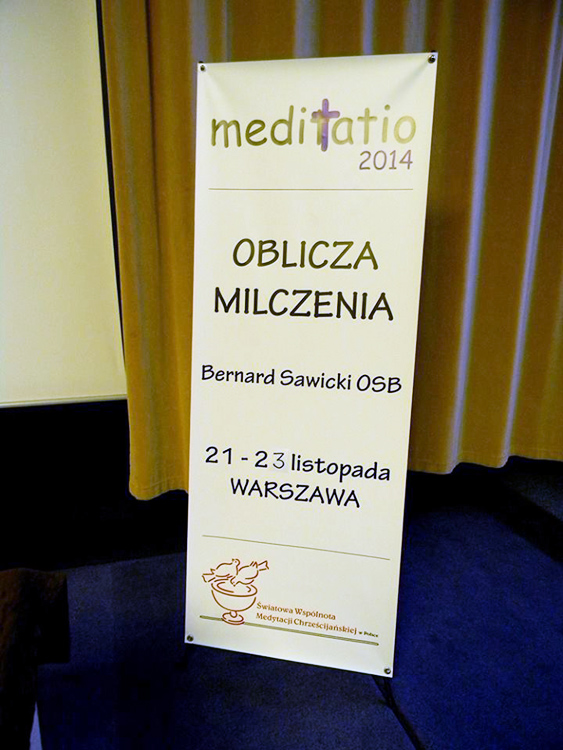 meditatio
2014
OBLICZA
MILCZENIA
Bernard Sawicki OSB
21 - 23 listopada
WARSZAWA
Światowa Wspólnota
Medytacji Chrześcijańskiej w Polsce